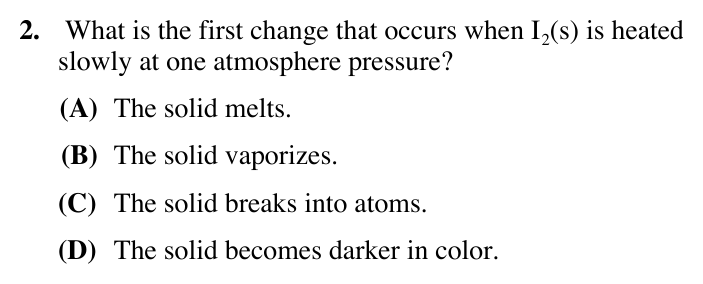 2. What is the first change that occurs when I₂(s) is heated
slowly at one atmosphere pressure?
(A) The solid melts.
(B) The solid vaporizes.
(C) The solid breaks into atoms.
(D) The solid becomes darker in color.